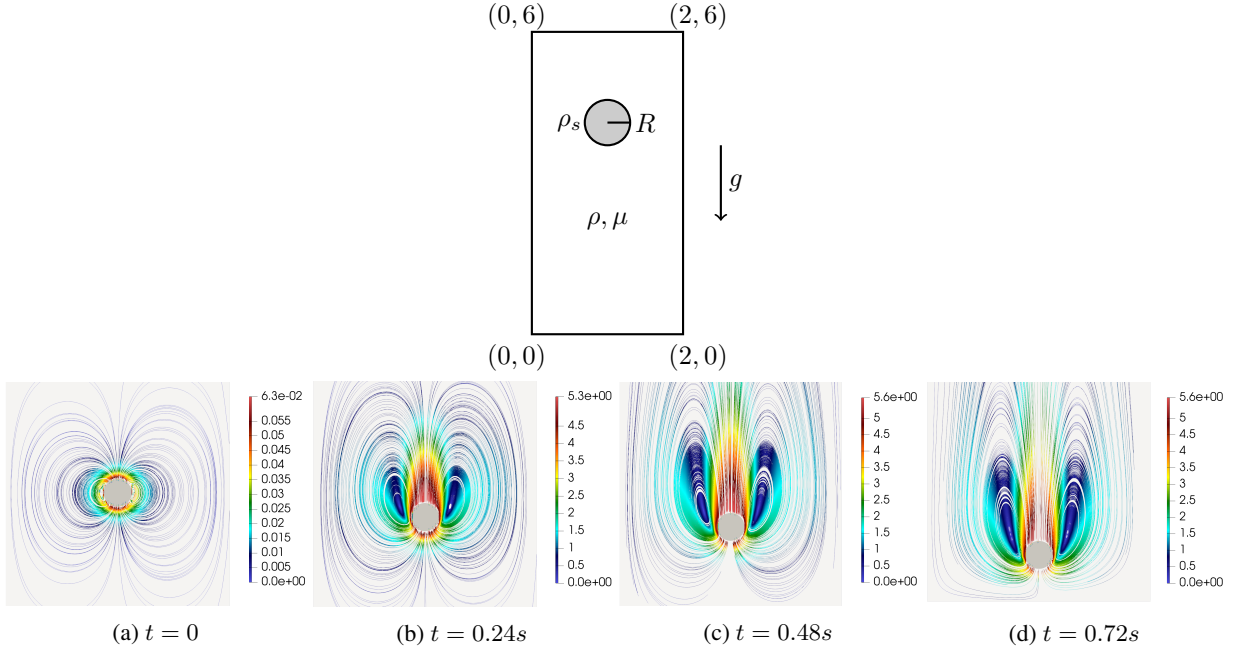 (0, 6) (2, 6)
ρₛ R
g
ρ, μ
(0, 0) (2, 0)
6.3e-02
0.055
0.05
0.045
0.04
0.035
0.03
0.025
0.02
0.015
0.01
0.005
0.0e+00
5.3e+00
4.5
4
3.5
3
2.5
2
1.5
1
0.5
0.0e+00
5.6e+00
5
4.5
4
3.5
3
2.5
2
1.5
1
0.5
0.0e+00
5.6e+00
5
4.5
4
3.5
3
2.5
2
1.5
1
0.5
0.0e+00
(a) t = 0
(b) t = 0.24s
(c) t = 0.48s
(d) t = 0.72s